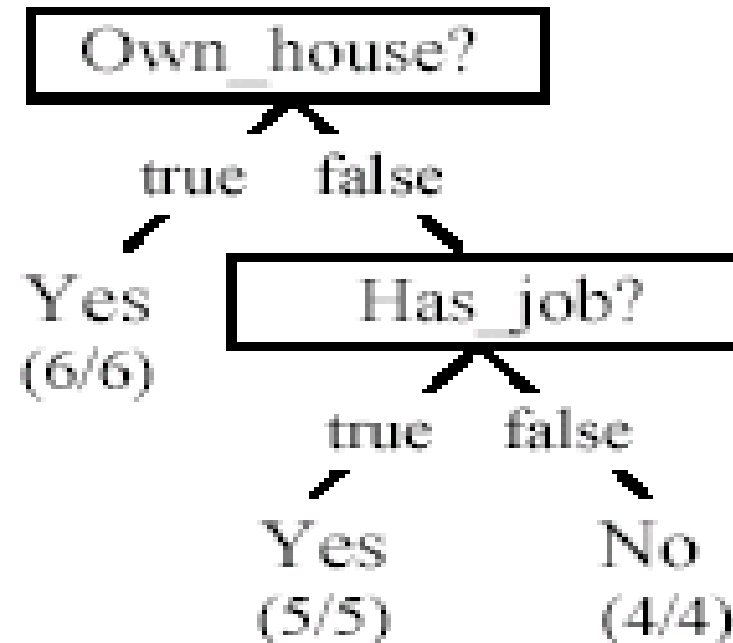 Own_house?
true false
Yes
(6/6)
Has_job?
true false
Yes No
(5/5) (4/4)